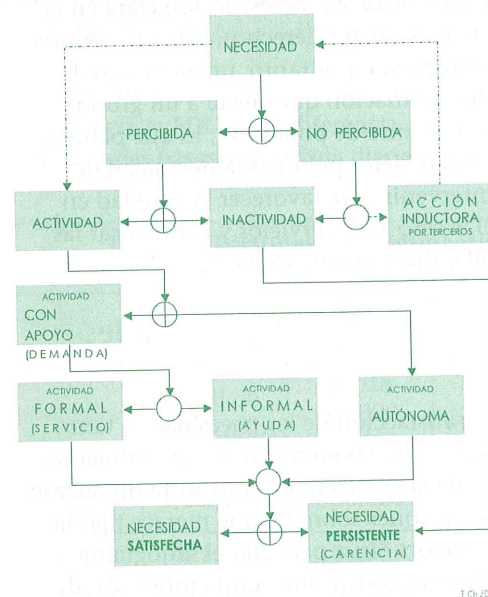 NECESIDAD
PERCIBIDA
NO PERCIBIDA
ACTIVIDAD
INACTIVIDAD
ACCIÓN
INDUCTORA
POR TERCEROS
ACTIVIDAD
CON
APOYO
(DEMANDA)
ACTIVIDAD
FORMAL
(SERVICIO)
ACTIVIDAD
INFORMAL
(AYUDA)
ACTIVIDAD
AUTÓNOMA
NECESIDAD
SATISFECHA
NECESIDAD
PERSISTENTE
(CARENCIA)